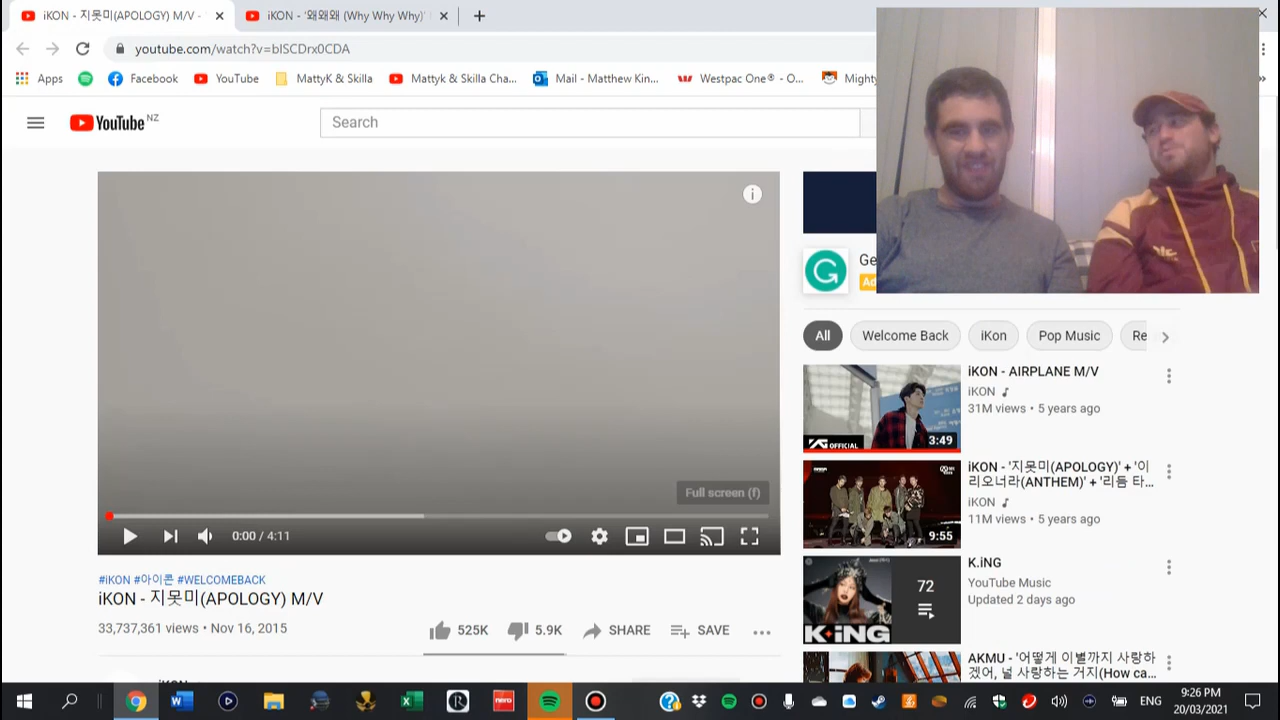 iKON - 지못미(APOLOGY) M/V -
iKON - '왜왜왜 (Why Why Why)'
youtube.com/watch?v=bISCDrx0CDA
Apps
Facebook
YouTube
MattyK & Skilla
Mattyk & Skilla Cha...
Mail - Matthew Kin...
Westpac One® - O...
Mighty
YouTube NZ
Search
Full screen (f)
0:00 / 4:11
#iKON #아이콘 #WELCOMEBACK
iKON - 지못미(APOLOGY) M/V
33,737,361 views • Nov 16, 2015
525K
5.9K
SHARE
SAVE
Ge
All
Welcome Back
iKon
Pop Music
Re
iKON - AIRPLANE M/V
iKON
31M views • 5 years ago
YG OFFICIAL
3:49
iKON - '지못미(APOLOGY)' + '이
리오너라(ANTHEM)' + '리듬 타...
iKON
11M views • 5 years ago
9:55
K.iNG
YouTube Music
Updated 2 days ago
72
K•iNG
AKMU - '어떻게 이별까지 사랑하
겠어, 널 사랑하는 거지(How ca...
nero
ENG
9:26 PM
20/03/2021